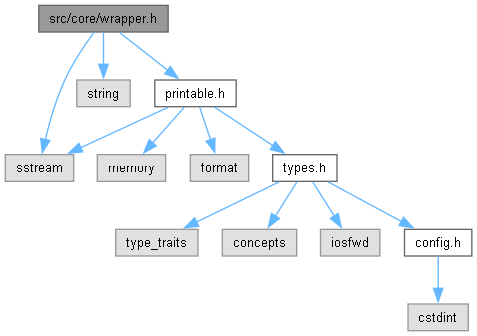 src/core/wrapper.h
string
printable.h
sstream
memory
format
types.h
type_traits
concepts
iosfwd
config.h
cstdint